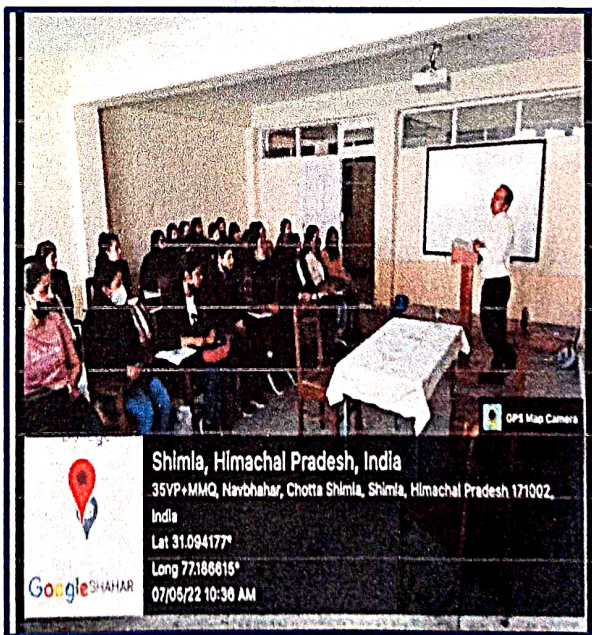 GPS Map Camera
Shimla, Himachal Pradesh, India
35VP+MMQ, Navbhahar, Chotta Shimla, Shimla, Himachal Pradesh 171002,
India
Lat 31.094177°
Long 77.186615°
07/05/22 10:36 AM
Google SHAHAR